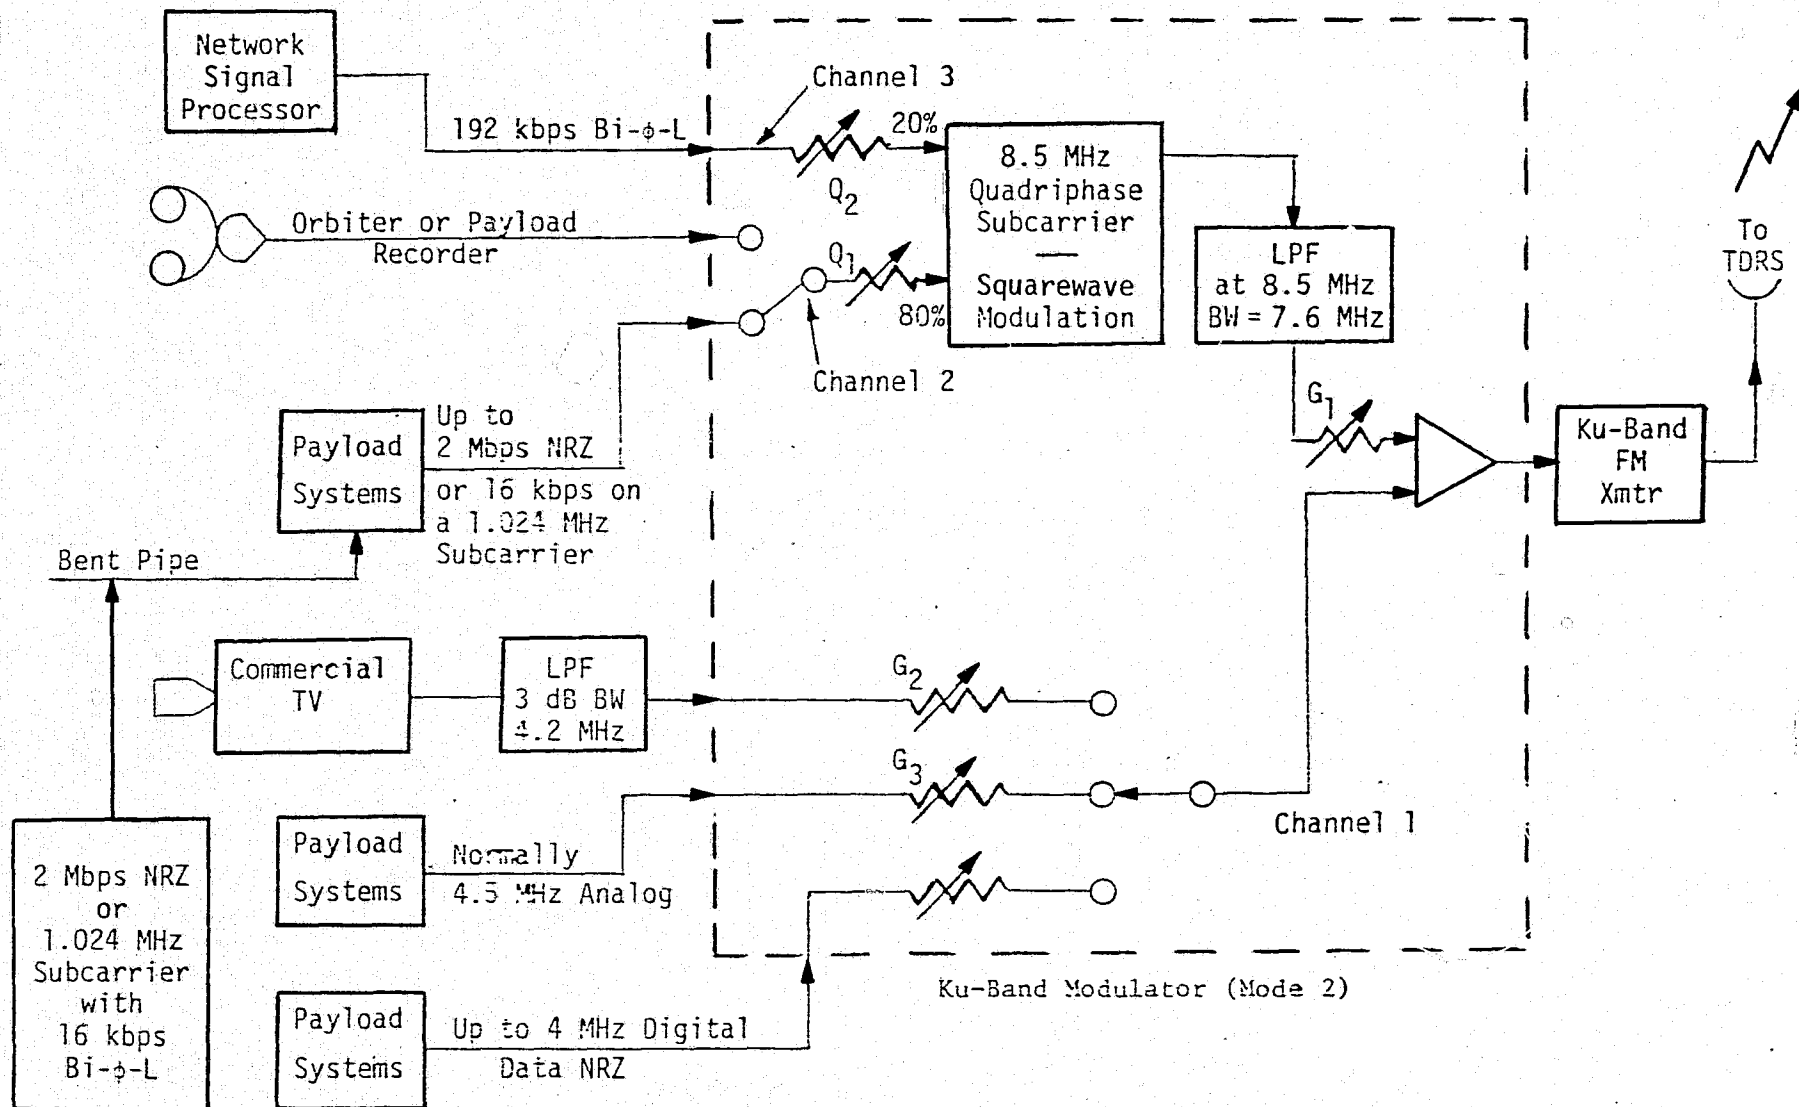 Network
Signal
Processor
192 kbps Bi-ϕ-L
Channel 3
20%
Q2
8.5 MHz
Quadriphase
Subcarrier
Squarewave
Modulation
Orbiter or Payload
Recorder
Q1
80%
Channel 2
LPF
at 8.5 MHz
BW = 7.6 MHz
To
TDRS
G1
Ku-Band
FM
Xmtr
Payload
Systems
Up to
2 Mbps NRZ
or 16 kbps on
a 1.024 MHz
Subcarrier
Bent Pipe
Commercial
TV
LPF
3 dB BW
4.2 MHz
G2
G3
Channel 1
Payload
Systems
Normally
4.5 MHz Analog
2 Mbps NRZ
or
1.024 MHz
Subcarrier
with
16 kbps
Bi-ϕ-L
Payload
Systems
Up to 4 MHz Digital
Data NRZ
Ku-Band Modulator (Mode 2)